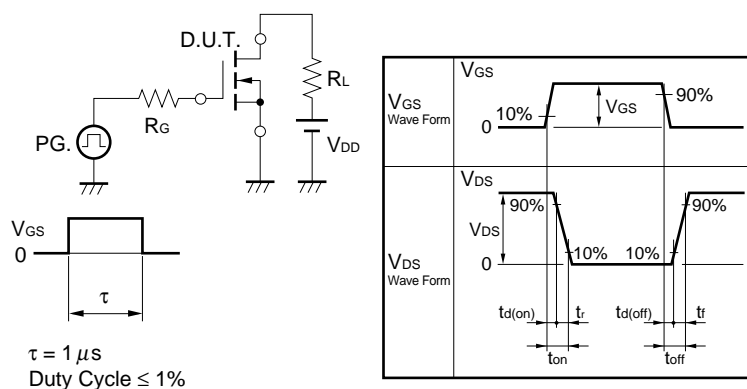 D.U.T.
RL
RG
PG.
VDD
VGS
0
τ
τ = 1 μs
Duty Cycle ≤ 1%
VGS
Wave Form
VGS
10%
VGS
90%
0
VDS
Wave Form
VDS
90%
VDS
90%
10%
10%
0
td(on)
tr
td(off)
tf
ton
toff